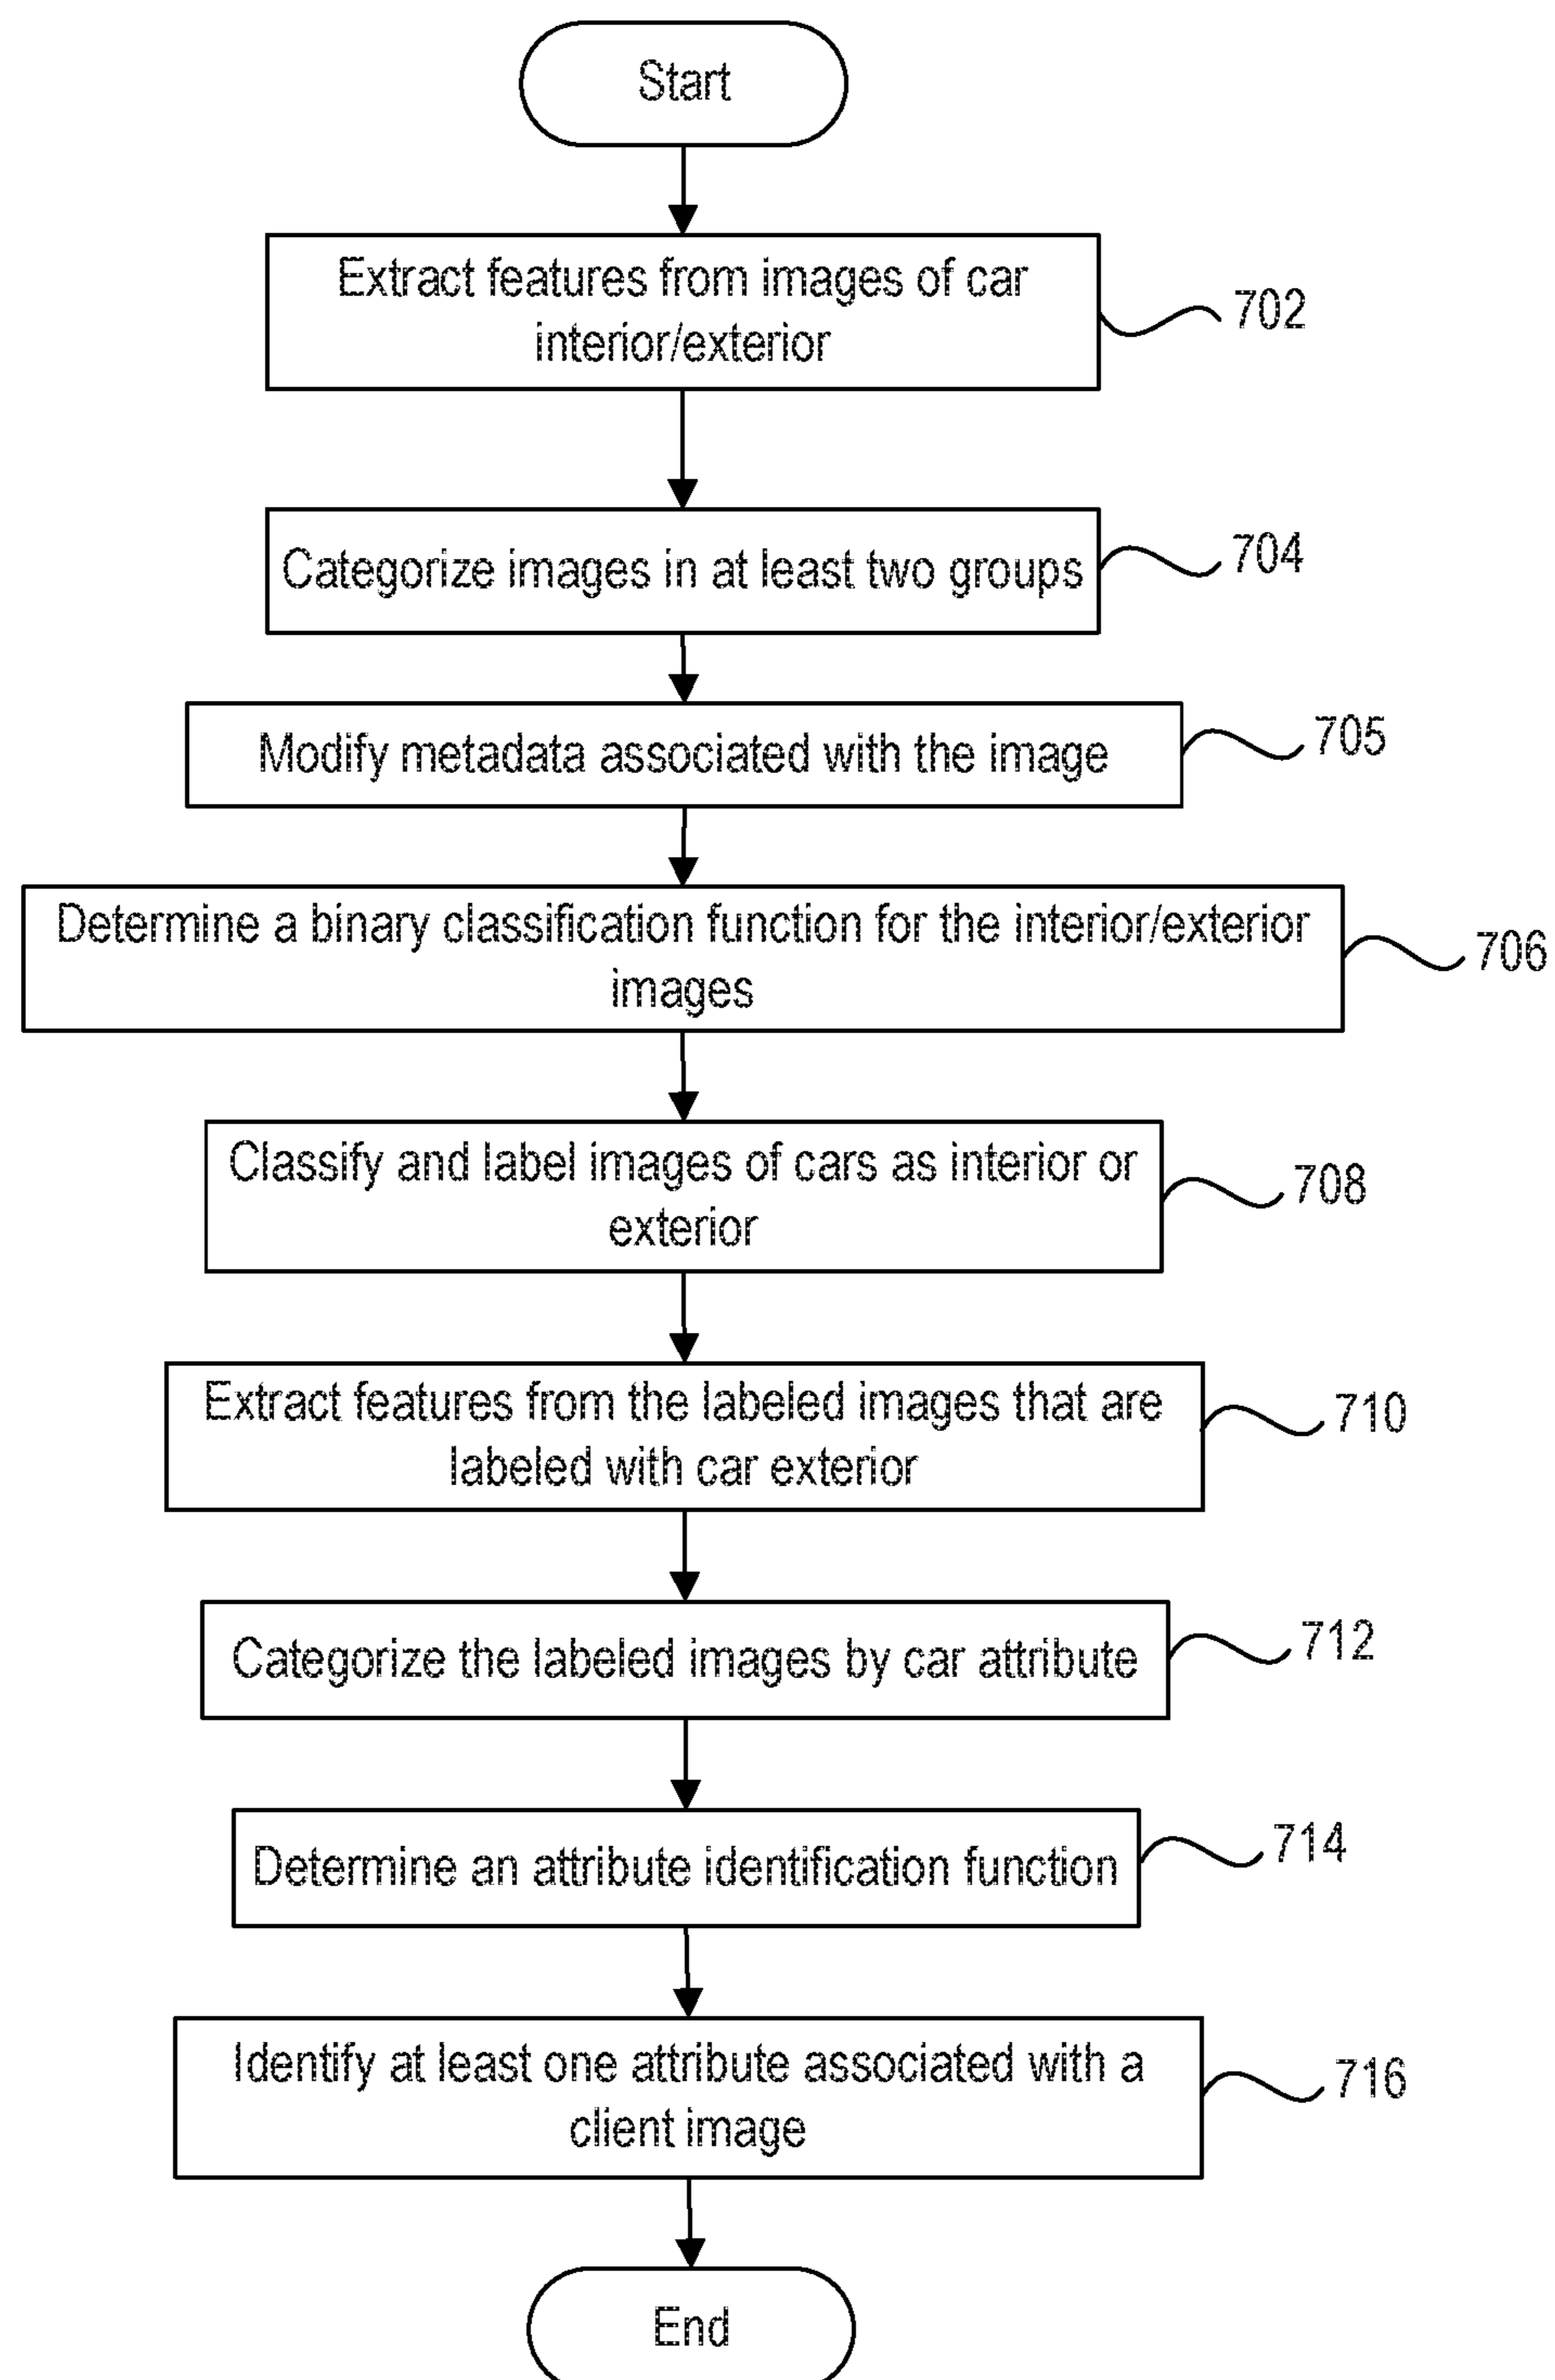 Start
Extract features from images of car
interior/exterior
702
Categorize images in at least two groups
704
Modify metadata associated with the image
705
Determine a binary classification function for the interior/exterior
images
706
Classify and label images of cars as interior or
exterior
708
Extract features from the labeled images that are
labeled with car exterior
710
Categorize the labeled images by car attribute
712
Determine an attribute identification function
714
Identify at least one attribute associated with a
client image
716
End